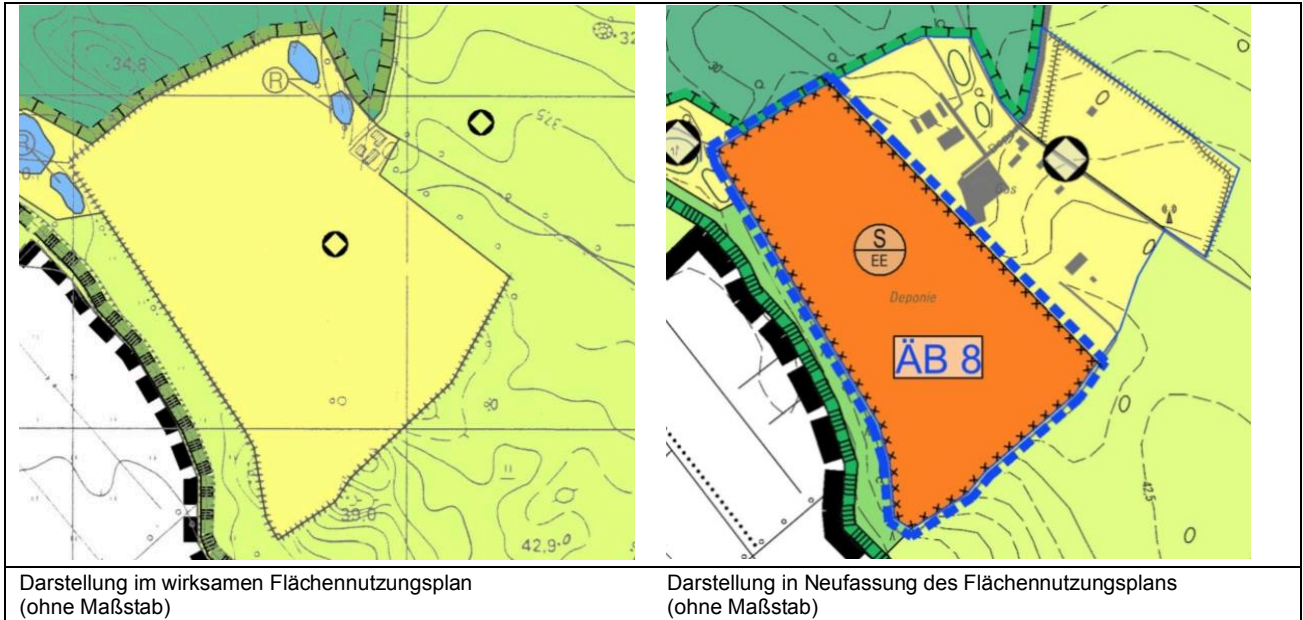 34,8
R
32
375
39,0
42,9
30
Gas
S
EE
Deponie
ÄB 8
42,5
Darstellung im wirksamen Flächennutzungsplan
(ohne Maßstab)
Darstellung in Neufassung des Flächennutzungsplans
(ohne Maßstab)